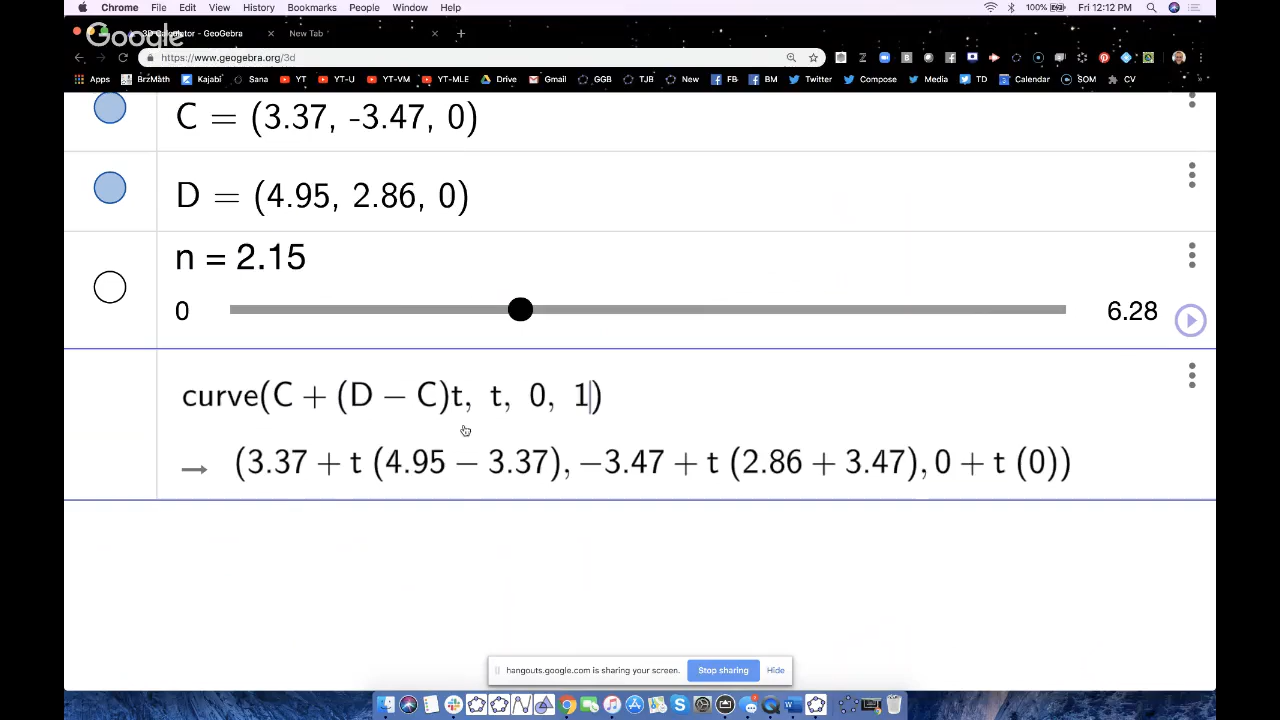 Chrome File Edit View History Bookmarks People Window Help 100% Fri 12:12 PM
Google
3D Calculator - GeoGebra × New Tab × +
https://www.geogebra.org/3d
Apps BirzMath Kajabi Sana YT YT-U YT-VM YT-MLE Drive Gmail GGB TJB New FB BM Twitter Compose Media TD Calendar SOM CV
C = (3.37, -3.47, 0)
D = (4.95, 2.86, 0)
n = 2.15
0 6.28
curve(C + (D − C)t, t, 0, 1)
→ (3.37 + t (4.95 − 3.37), −3.47 + t (2.86 + 3.47), 0 + t (0))
hangouts.google.com is sharing your screen. Stop sharing Hide